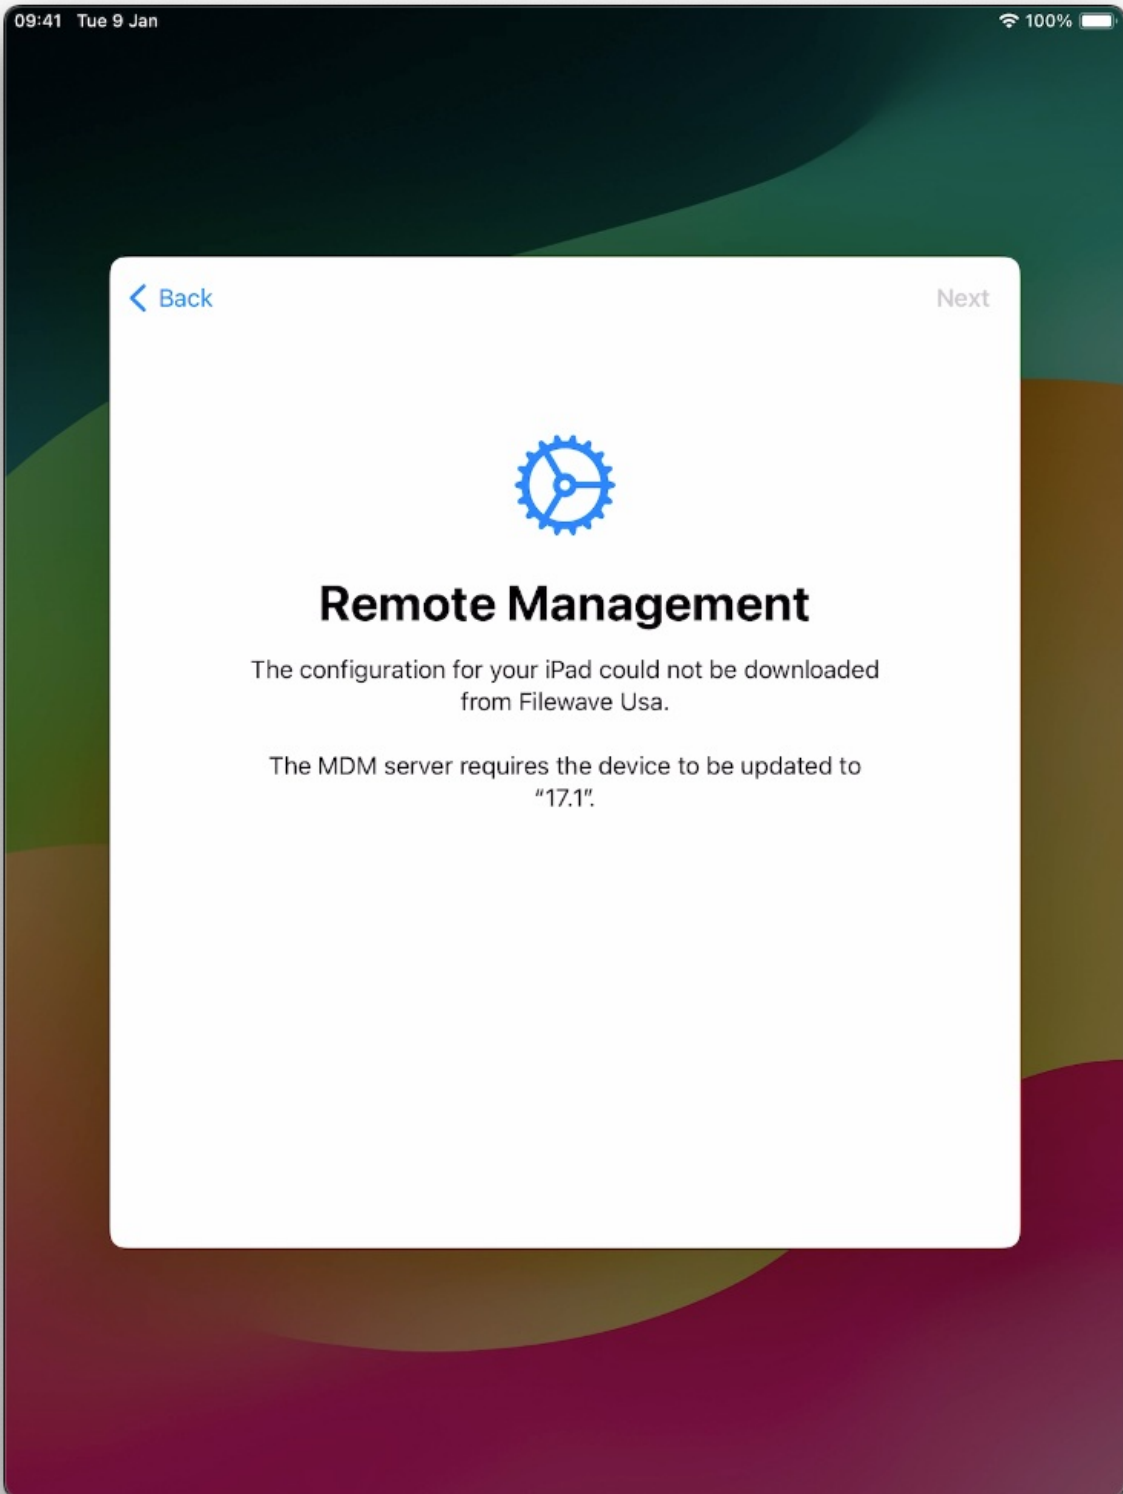 09:41 Tue 9 Jan 100%
Back Next
Remote Management
The configuration for your iPad could not be downloaded
from Filewave Usa.
The MDM server requires the device to be updated to
“17.1”.